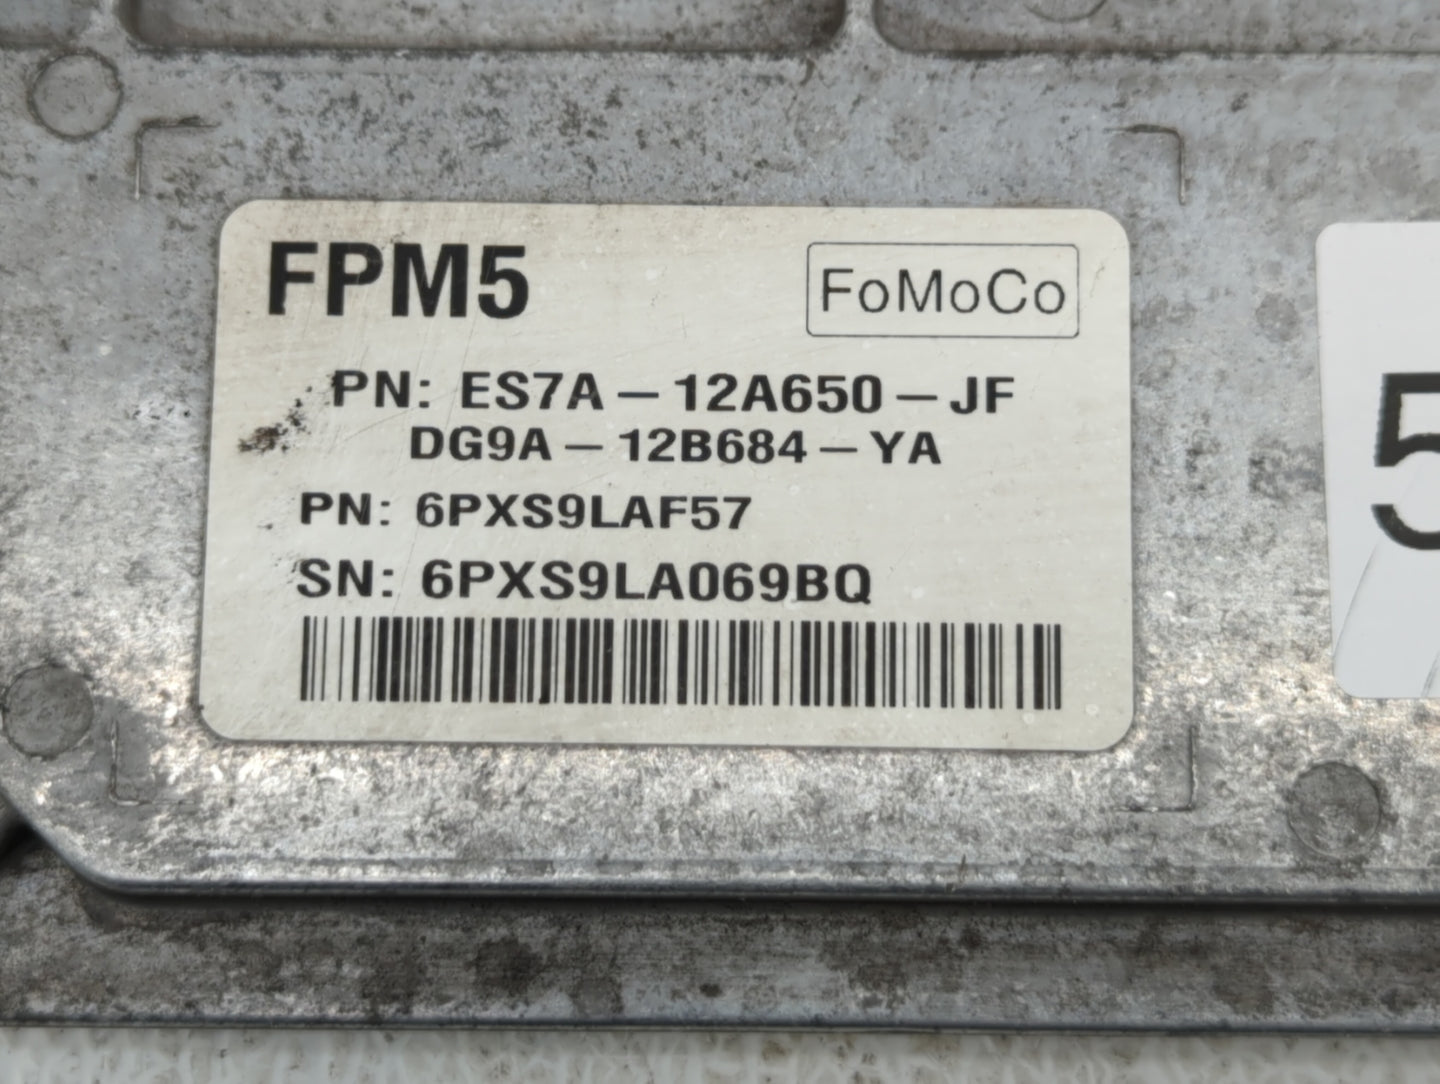 FPM5
FoMoCo
PN: ES7A-12A650-JF
DG9A-12B684-YA
PN: 6PXS9LAF57
SN: 6PXS9LA069BQ
5